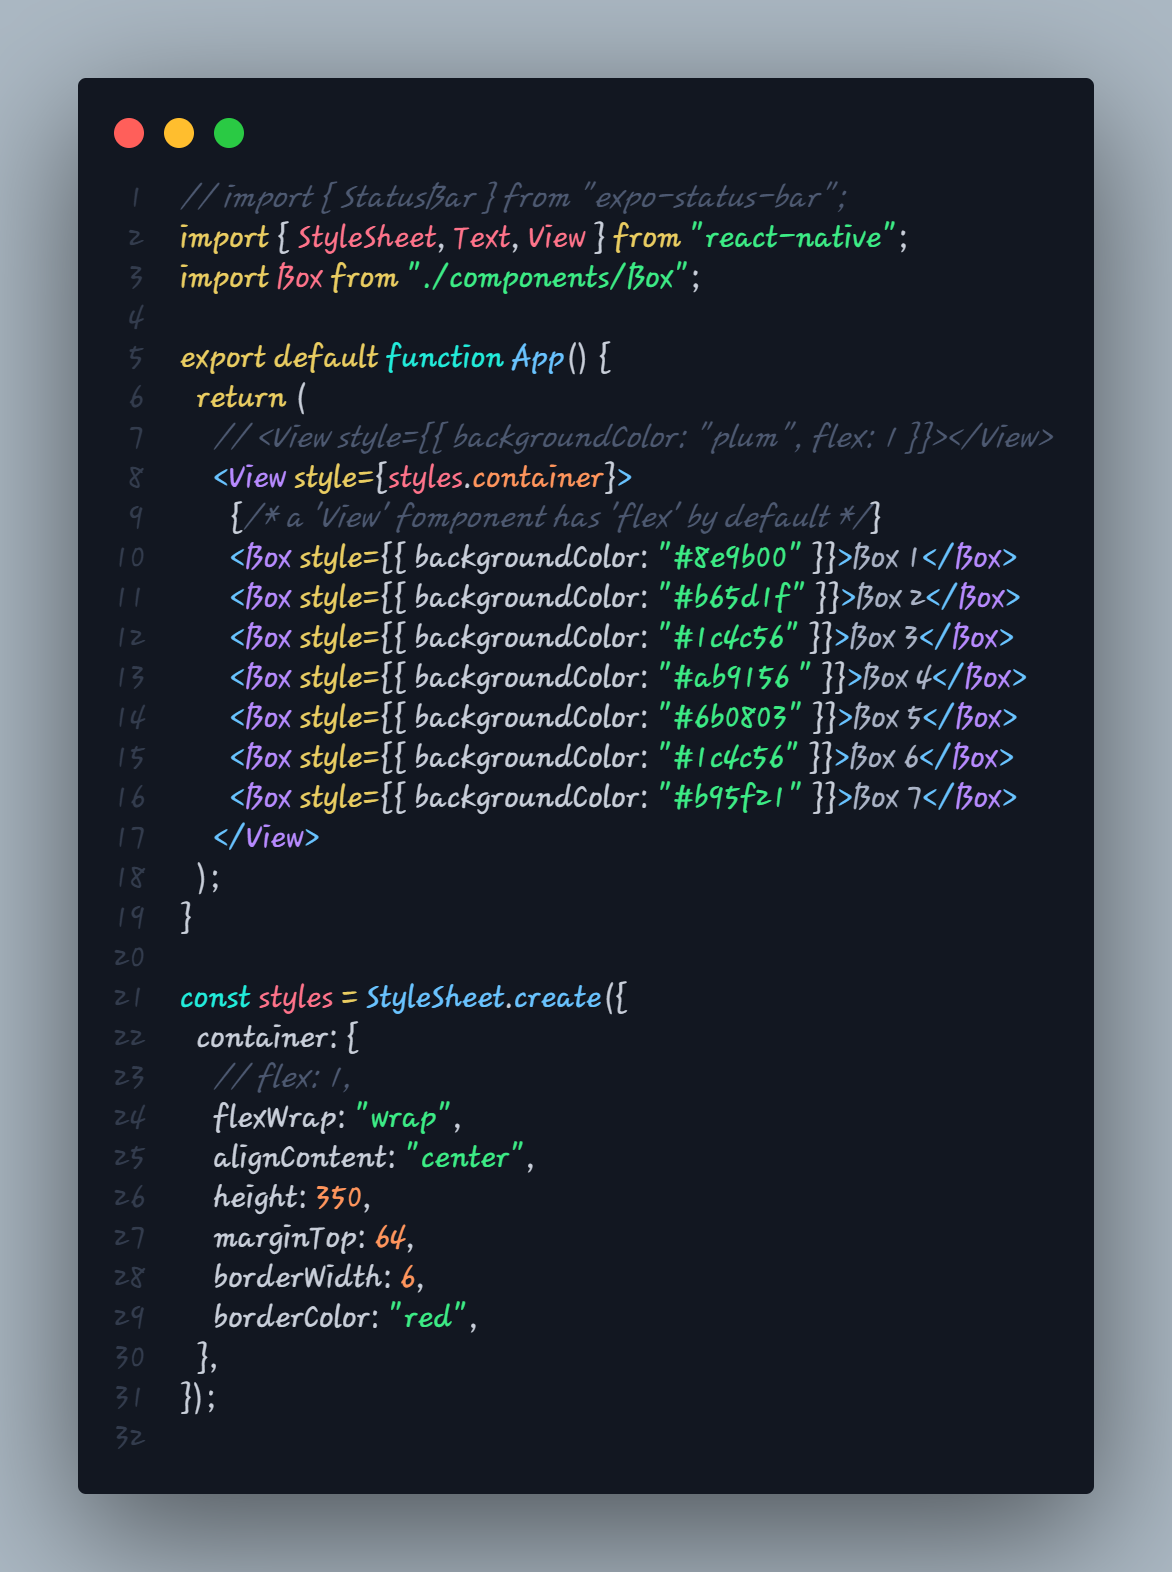 1 // import { StatusBar } from "expo-status-bar";
2 import { StyleSheet, Text, View } from "react-native";
3 import Box from "./components/Box";
4
5 export default function App() {
6   return (
7     // <View style={{ backgroundColor: "plum", flex: 1 }}></View>
8     <View style={styles.container}>
9       {/* a 'View' fomponent has 'flex' by default */}
10       <Box style={{ backgroundColor: "#8e9b00" }}>Box 1</Box>
11       <Box style={{ backgroundColor: "#b65d1f" }}>Box 2</Box>
12       <Box style={{ backgroundColor: "#1c4c56" }}>Box 3</Box>
13       <Box style={{ backgroundColor: "#ab9156 " }}>Box 4</Box>
14       <Box style={{ backgroundColor: "#6b0803" }}>Box 5</Box>
15       <Box style={{ backgroundColor: "#1c4c56" }}>Box 6</Box>
16       <Box style={{ backgroundColor: "#b95f21" }}>Box 7</Box>
17     </View>
18   );
19 }
20
21 const styles = StyleSheet.create({
22   container: {
23     // flex: 1,
24     flexWrap: "wrap",
25     alignContent: "center",
26     height: 350,
27     marginTop: 64,
28     borderWidth: 6,
29     borderColor: "red",
30   },
31 });
32